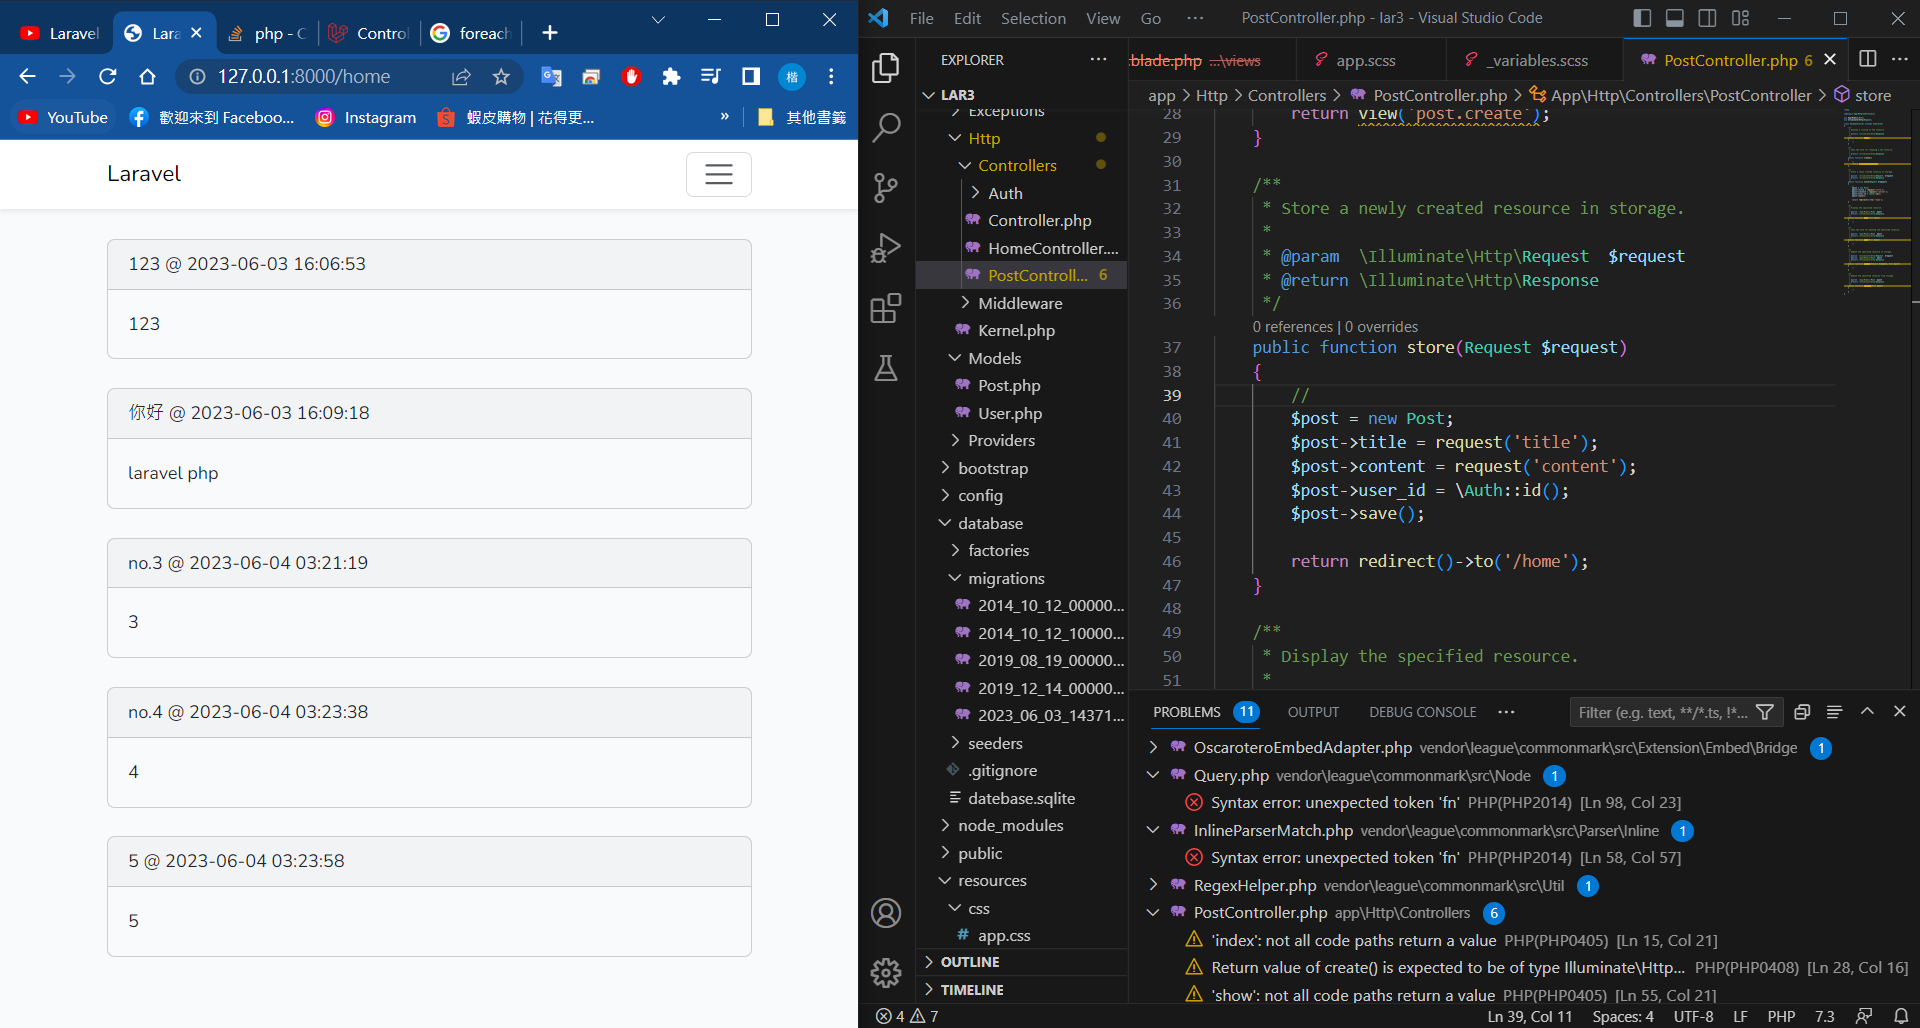 Laravel
Lara
php - C
Contro
foreach
127.0.0.1:8000/home
楷
YouTube
歡迎來到 Faceboo...
Instagram
蝦皮購物 | 花得更...
»
其他書籤
Laravel
123 @ 2023-06-03 16:06:53
123
你好 @ 2023-06-03 16:09:18
laravel php
no.3 @ 2023-06-04 03:21:19
3
no.4 @ 2023-06-04 03:23:38
4
5 @ 2023-06-04 03:23:58
5
File Edit Selection View Go ··· PostController.php - lar3 - Visual Studio Code
EXPLORER ···
LAR3
Exceptions
Http
Controllers
Auth
Controller.php
HomeController....
PostControll... 6
Middleware
Kernel.php
Models
Post.php
User.php
Providers
bootstrap
config
database
factories
migrations
2014_10_12_00000...
2014_10_12_10000...
2019_08_19_00000...
2019_12_14_00000...
2023_06_03_14371...
seeders
.gitignore
datebase.sqlite
node_modules
public
resources
css
# app.css
OUTLINE
TIMELINE
.blade.php ...\views app.scss _variables.scss PostController.php 6
app > Http > Controllers > PostController.php > App\Http\Controllers\PostController > store
28 return view('post.create');
29 }
30
31 /**
32 * Store a newly created resource in storage.
33 *
34 * @param \Illuminate\Http\Request $request
35 * @return \Illuminate\Http\Response
36 */
0 references | 0 overrides
37 public function store(Request $request)
38 {
39 //
40 $post = new Post;
41 $post->title = request('title');
42 $post->content = request('content');
43 $post->user_id = \Auth::id();
44 $post->save();
45
46 return redirect()->to('/home');
47 }
48
49 /**
50 * Display the specified resource.
51 *
PROBLEMS 11 OUTPUT DEBUG CONSOLE ··· Filter (e.g. text, **/*.ts, !*...
OscaroteroEmbedAdapter.php vendor\league\commonmark\src\Extension\Embed\Bridge 1
Query.php vendor\league\commonmark\src\Node 1
Syntax error: unexpected token 'fn' PHP(PHP2014) [Ln 98, Col 23]
InlineParserMatch.php vendor\league\commonmark\src\Parser\Inline 1
Syntax error: unexpected token 'fn' PHP(PHP2014) [Ln 58, Col 57]
RegexHelper.php vendor\league\commonmark\src\Util 1
PostController.php app\Http\Controllers 6
'index': not all code paths return a value PHP(PHP0405) [Ln 15, Col 21]
Return value of create() is expected to be of type Illuminate\Http... PHP(PHP0408) [Ln 28, Col 16]
'show': not all code paths return a value PHP(PHP0405) [Ln 55, Col 21]
4 7 Ln 39, Col 11 Spaces: 4 UTF-8 LF PHP 7.3